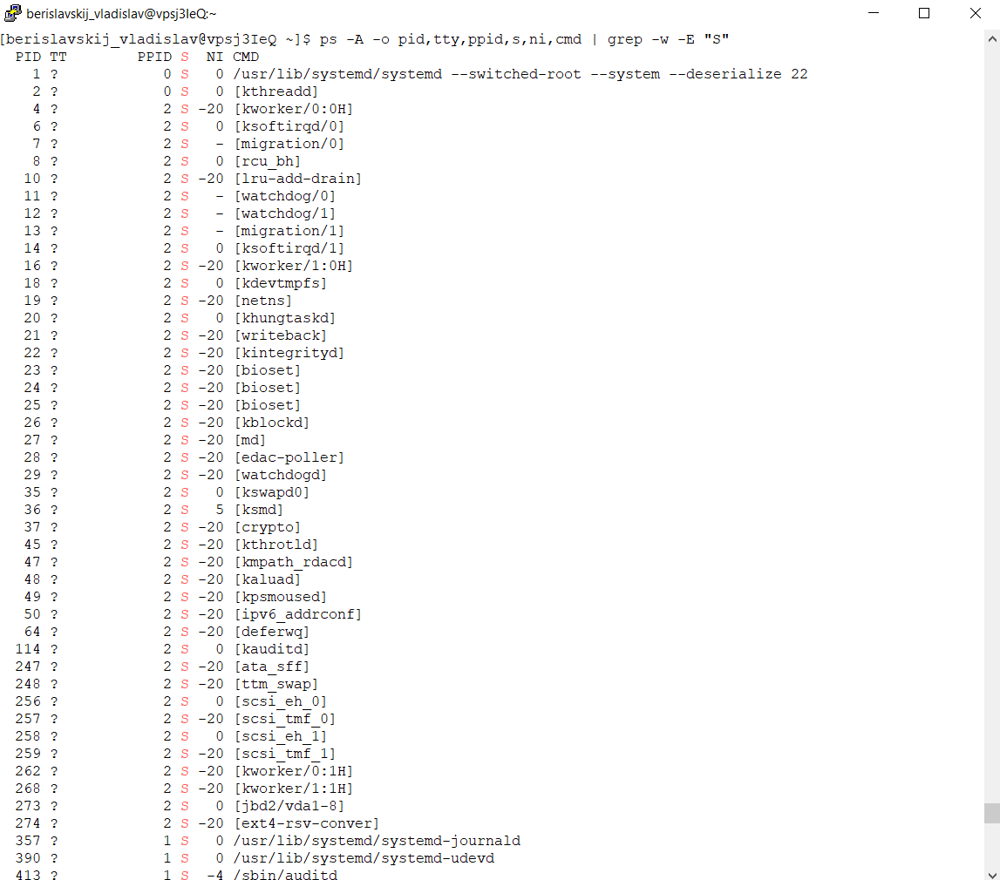 berislavskij_vladislav@vpsj3IeQ:~
[berislavskij_vladislav@vpsj3IeQ ~]$ ps -A -o pid,tty,ppid,s,ni,cmd | grep -w -E "S"
  PID TT        PPID S  NI CMD
    1 ?            0 S   0 /usr/lib/systemd/systemd --switched-root --system --deserialize 22
    2 ?            0 S   0 [kthreadd]
    4 ?            2 S -20 [kworker/0:0H]
    6 ?            2 S   0 [ksoftirqd/0]
    7 ?            2 S   - [migration/0]
    8 ?            2 S   0 [rcu_bh]
   10 ?            2 S -20 [lru-add-drain]
   11 ?            2 S   - [watchdog/0]
   12 ?            2 S   - [watchdog/1]
   13 ?            2 S   - [migration/1]
   14 ?            2 S   0 [ksoftirqd/1]
   16 ?            2 S -20 [kworker/1:0H]
   18 ?            2 S   0 [kdevtmpfs]
   19 ?            2 S -20 [netns]
   20 ?            2 S   0 [khungtaskd]
   21 ?            2 S -20 [writeback]
   22 ?            2 S -20 [kintegrityd]
   23 ?            2 S -20 [bioset]
   24 ?            2 S -20 [bioset]
   25 ?            2 S -20 [bioset]
   26 ?            2 S -20 [kblockd]
   27 ?            2 S -20 [md]
   28 ?            2 S -20 [edac-poller]
   29 ?            2 S -20 [watchdogd]
   35 ?            2 S   0 [kswapd0]
   36 ?            2 S   5 [ksmd]
   37 ?            2 S -20 [crypto]
   45 ?            2 S -20 [kthrotld]
   47 ?            2 S -20 [kmpath_rdacd]
   48 ?            2 S -20 [kaluad]
   49 ?            2 S -20 [kpsmoused]
   50 ?            2 S -20 [ipv6_addrconf]
   64 ?            2 S -20 [deferwq]
  114 ?            2 S   0 [kauditd]
  247 ?            2 S -20 [ata_sff]
  248 ?            2 S -20 [ttm_swap]
  256 ?            2 S   0 [scsi_eh_0]
  257 ?            2 S -20 [scsi_tmf_0]
  258 ?            2 S   0 [scsi_eh_1]
  259 ?            2 S -20 [scsi_tmf_1]
  262 ?            2 S -20 [kworker/0:1H]
  268 ?            2 S -20 [kworker/1:1H]
  273 ?            2 S   0 [jbd2/vda1-8]
  274 ?            2 S -20 [ext4-rsv-conver]
  357 ?            1 S   0 /usr/lib/systemd/systemd-journald
  390 ?            1 S   0 /usr/lib/systemd/systemd-udevd
  413 ?            1 S  -4 /sbin/auditd